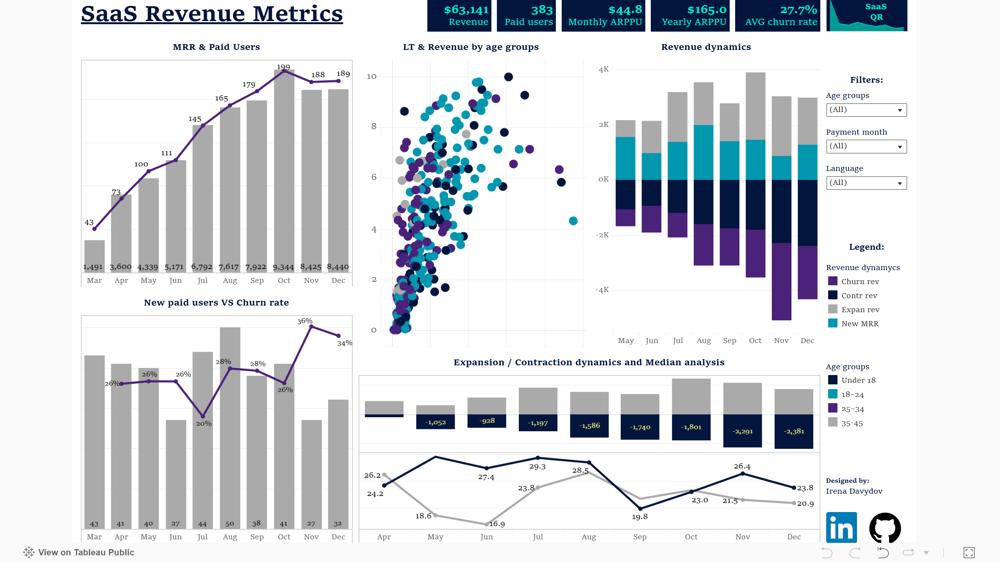 SaaS Revenue Metrics
$63,141
Revenue
383
Paid users
$44.8
Monthly ARPPU
$165.0
Yearly ARPPU
27.7%
AVG churn rate
SaaS
QR
MRR & Paid Users
43
73
100
111
145
165
179
199
188
189
1,491 3,600 4,339 5,171 6,792 7,617 7,922 9,344 8,425 8,440
Mar Apr May Jun Jul Aug Sep Oct Nov Dec
LT & Revenue by age groups
10
8
6
4
2
0
Revenue dynamics
4K
2K
0K
-2K
-4K
May Jun Jul Aug Sep Oct Nov Dec
Filters:
Age groups
(All)
Payment month
(All)
Language
(All)
Legend:
Revenue dynamycs
Churn rev
Contr rev
Expan rev
New MRR
Age groups
Under 18
18-24
25-34
35-45
New paid users VS Churn rate
26%
26%
26%
20%
28%
28%
26%
36%
34%
43 41 40 27 44 50 38 41 27 32
Mar Apr May Jun Jul Aug Sep Oct Nov Dec
Expansion / Contraction dynamics and Median analysis
-1,052
-928
-1,197
-1,586
-1,740
-1,801
-2,291
-2,381
26.2
24.2
18.6
27.4
16.9
29.3
23.8
28.5
19.8
23.0
26.4
21.5
23.8
20.9
Apr May Jun Jul Aug Sep Oct Nov Dec
Designed by:
Irena Davydov
in
View on Tableau Public